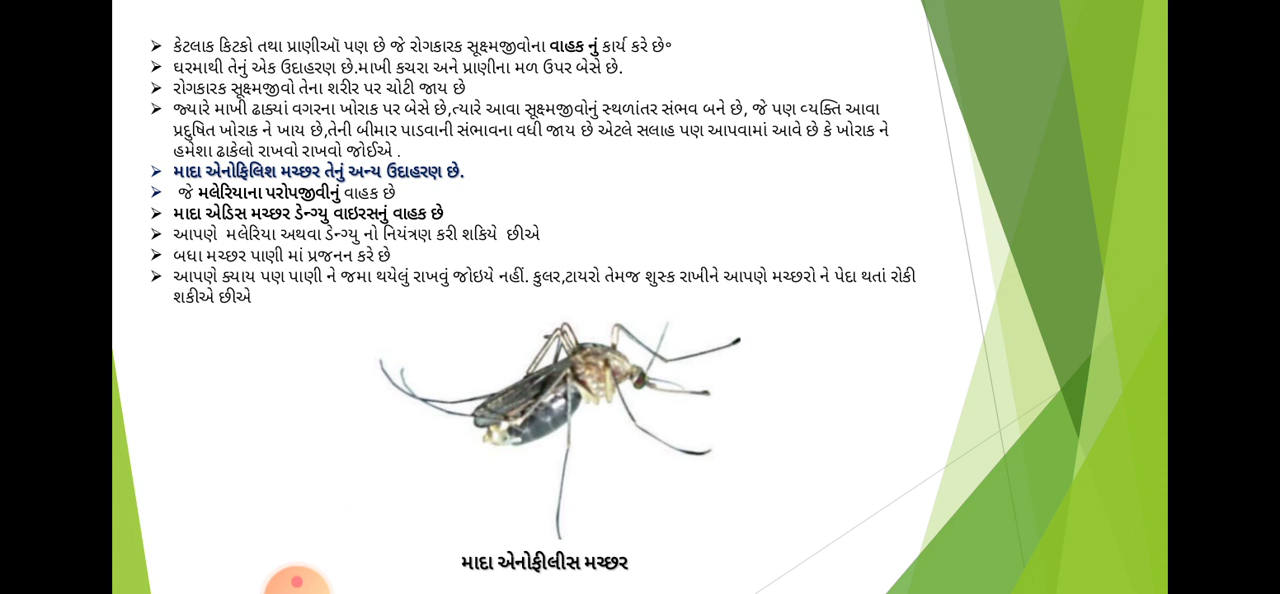 ➢ કેટલાક કિટકો તથા પ્રાણીઓ પણ છે જે રોગકારક સૂક્ષ્મજીવોના વાહક નું કાર્ય કરે છે॰
➢ ઘરમાથી તેનું એક ઉદાહરણ છે.માખી કચરા અને પ્રાણીના મળ ઉપર બેસે છે.
➢ રોગકારક સૂક્ષ્મજીવો તેના શરીર પર ચોટી જાય છે
➢ જ્યારે માખી ઢાક્યાં વગરના ખોરાક પર બેસે છે,ત્યારે આવા સૂક્ષ્મજીવોનું સ્થળાંતર સંભવ બને છે, જે પણ વ્યક્તિ આવા
પ્રદુષિત ખોરાક ને ખાય છે,તેની બીમાર પાડવાની સંભાવના વધી જાય છે એટલે સલાહ પણ આપવામાં આવે છે કે ખોરાક ને
હમેશા ઢાકેલો રાખવો રાખવો જોઈએ .
➢ માદા એનોફિલિશ મચ્છર તેનું અન્ય ઉદાહરણ છે.
➢ જે મલેરિયાના પરોપજીવીનું વાહક છે
➢ માદા એડિસ મચ્છર ડેન્ગ્યુ વાઇરસનું વાહક છે
➢ આપણે મલેરિયા અથવા ડેન્ગ્યુ નો નિયંત્રણ કરી શકિયે છીએ
➢ બધા મચ્છર પાણી માં પ્રજનન કરે છે
➢ આપણે ક્યાય પણ પાણી ને જમા થયેલું રાખવું જોઇયે નહીં. કુલર,ટાયરો તેમજ શુસ્ક રાખીને આપણે મચ્છરો ને પેદા થતાં રોકી
શકીએ છીએ
માદા એનોફીલીસ મચ્છર